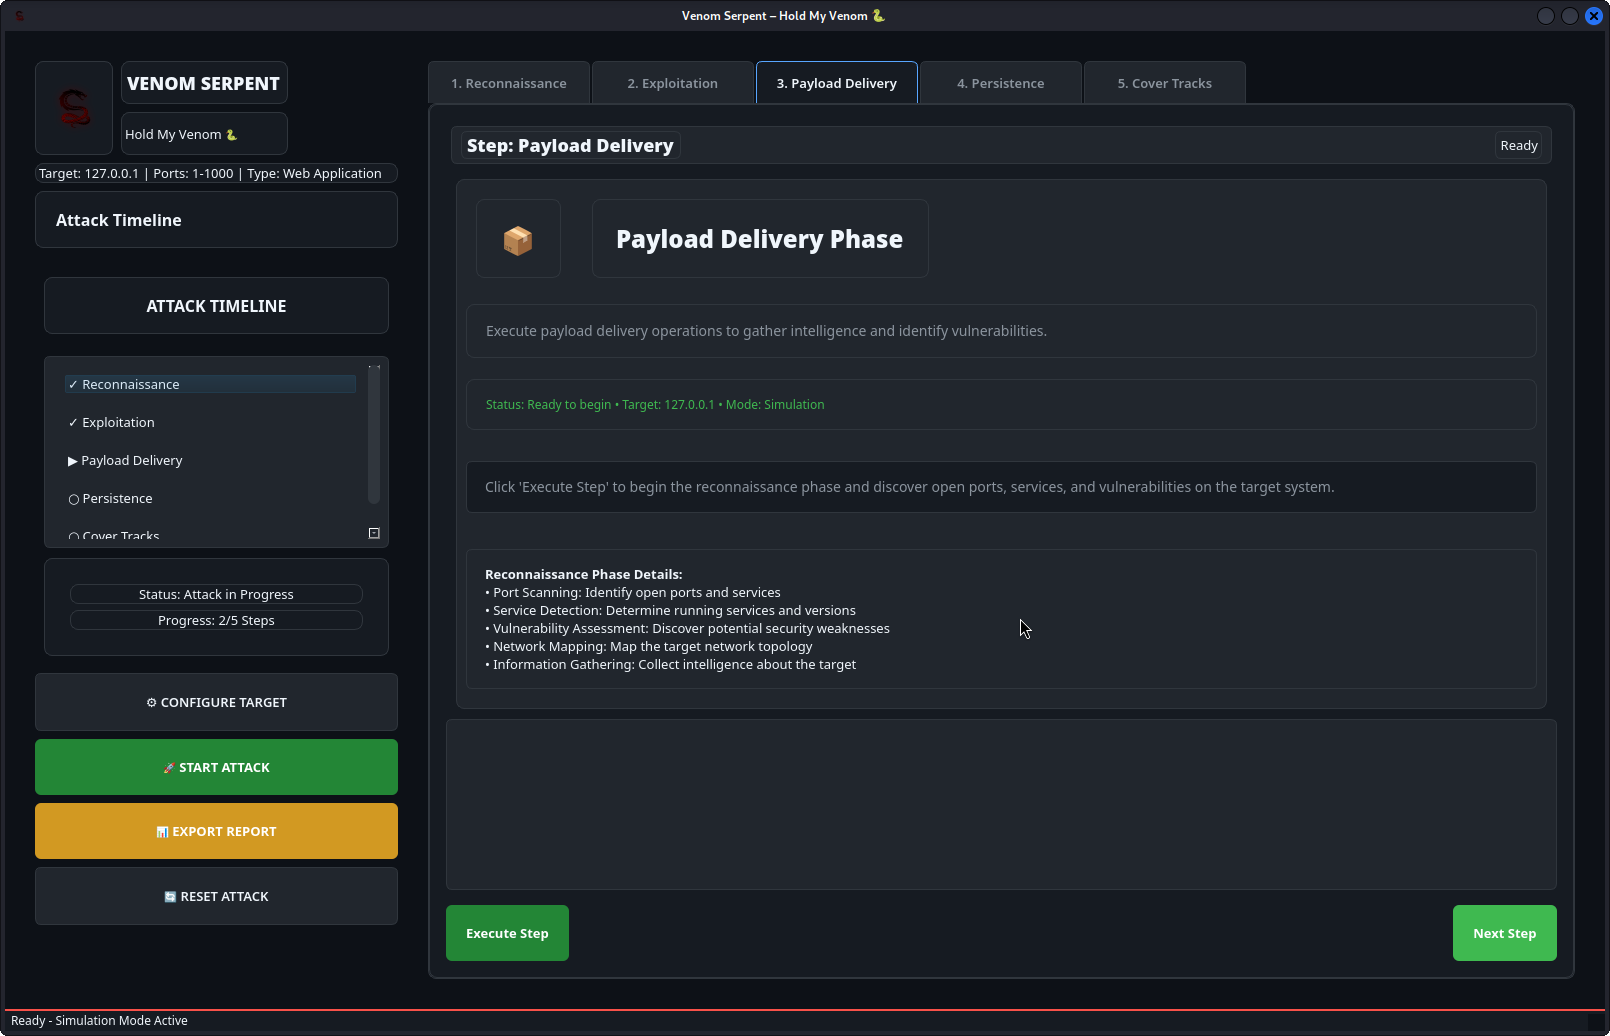 Venom Serpent – Hold My Venom 🐍
VENOM SERPENT
Hold My Venom 🐍
Target: 127.0.0.1 | Ports: 1-1000 | Type: Web Application
Attack Timeline
ATTACK TIMELINE
✓ Reconnaissance
✓ Exploitation
▶ Payload Delivery
○ Persistence
○ Cover Tracks
Status: Attack in Progress
Progress: 2/5 Steps
⚙ CONFIGURE TARGET
🚀 START ATTACK
📊 EXPORT REPORT
🔄 RESET ATTACK
1. Reconnaissance
2. Exploitation
3. Payload Delivery
4. Persistence
5. Cover Tracks
Step: Payload Delivery
Ready
📦 Payload Delivery Phase
Execute payload delivery operations to gather intelligence and identify vulnerabilities.
Status: Ready to begin • Target: 127.0.0.1 • Mode: Simulation
Click 'Execute Step' to begin the reconnaissance phase and discover open ports, services, and vulnerabilities on the target system.
Reconnaissance Phase Details:
• Port Scanning: Identify open ports and services
• Service Detection: Determine running services and versions
• Vulnerability Assessment: Discover potential security weaknesses
• Network Mapping: Map the target network topology
• Information Gathering: Collect intelligence about the target
Execute Step
Next Step
Ready - Simulation Mode Active